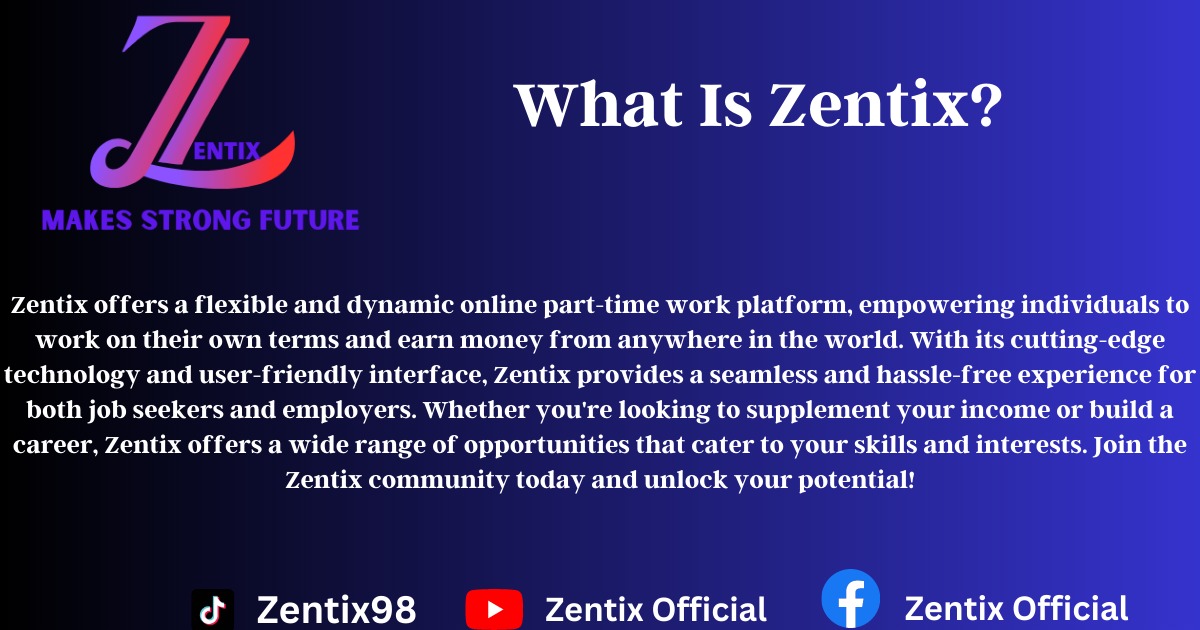 What Is Zentix?
ENTIX
MAKES STRONG FUTURE
Zentix offers a flexible and dynamic online part-time work platform, empowering individuals to
work on their own terms and earn money from anywhere in the world. With its cutting-edge
technology and user-friendly interface, Zentix provides a seamless and hassle-free experience for
both job seekers and employers. Whether you're looking to supplement your income or build a
career, Zentix offers a wide range of opportunities that cater to your skills and interests. Join the
Zentix community today and unlock your potential!
Zentix98
Zentix Official
Zentix Official